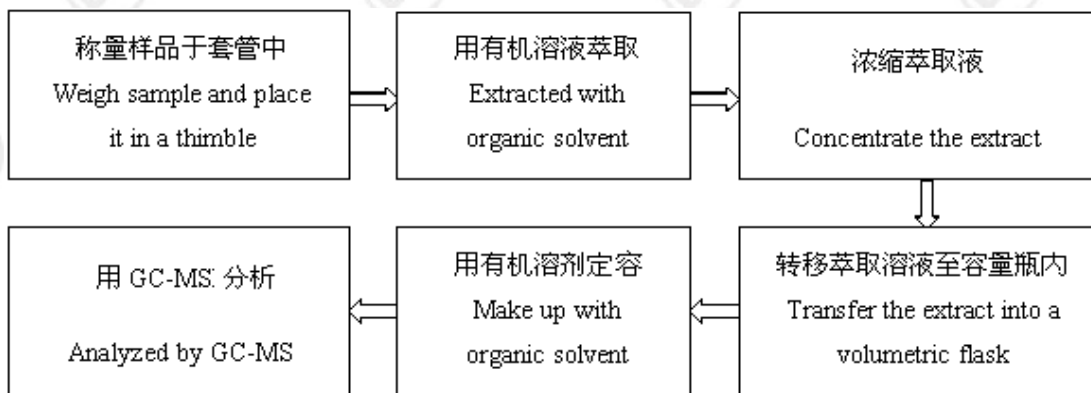 称量样品于套管中
Weigh sample and place
it in a thimble
用有机溶液萃取
Extracted with
organic solvent
浓缩萃取液
Concentrate the extract
转移萃取溶液至容量瓶内
Transfer the extract into a
volumetric flask
用有机溶剂定容
Make up with
organic solvent
用 GC-MS 分析
Analyzed by GC-MS